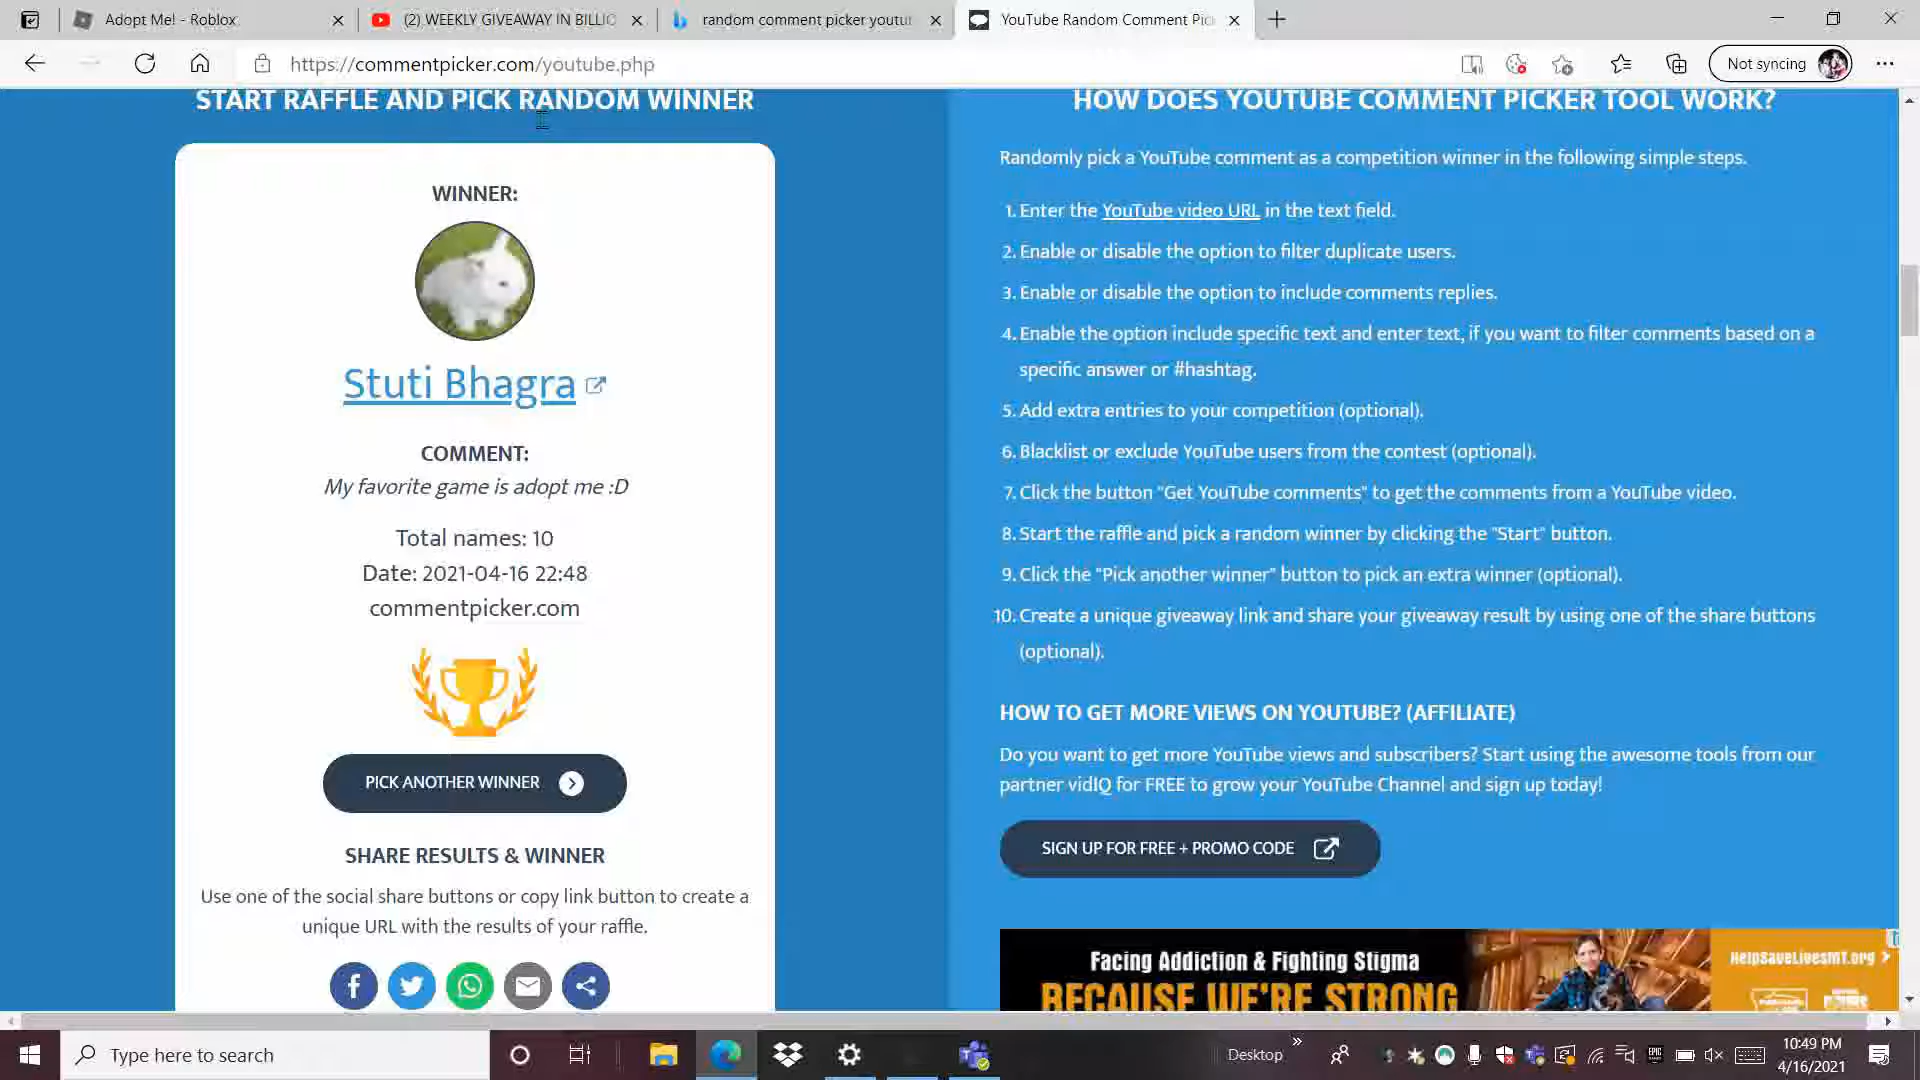 Adopt Me! - Roblox
(2) WEEKLY GIVEAWAY IN BILLIO
random comment picker youtu
YouTube Random Comment Pic
https://commentpicker.com/youtube.php
Not syncing
START RAFFLE AND PICK RANDOM WINNER
WINNER:
Stuti Bhagra
COMMENT:
My favorite game is adopt me :D
Total names: 10
Date: 2021-04-16 22:48
commentpicker.com
PICK ANOTHER WINNER
SHARE RESULTS & WINNER
Use one of the social share buttons or copy link button to create a
unique URL with the results of your raffle.
HOW DOES YOUTUBE COMMENT PICKER TOOL WORK?
Randomly pick a YouTube comment as a competition winner in the following simple steps.
1. Enter the YouTube video URL in the text field.
2. Enable or disable the option to filter duplicate users.
3. Enable or disable the option to include comments replies.
4. Enable the option include specific text and enter text, if you want to filter comments based on a
specific answer or #hashtag.
5. Add extra entries to your competition (optional).
6. Blacklist or exclude YouTube users from the contest (optional).
7. Click the button "Get YouTube comments" to get the comments from a YouTube video.
8. Start the raffle and pick a random winner by clicking the "Start" button.
9. Click the "Pick another winner" button to pick an extra winner (optional).
10. Create a unique giveaway link and share your giveaway result by using one of the share buttons
(optional).
HOW TO GET MORE VIEWS ON YOUTUBE? (AFFILIATE)
Do you want to get more YouTube views and subscribers? Start using the awesome tools from our
partner vidIQ for FREE to grow your YouTube Channel and sign up today!
SIGN UP FOR FREE + PROMO CODE
Facing Addiction & Fighting Stigma
BECAUSE WE'RE STRONG
HelpSaveLivesMT.org
Type here to search
Desktop
10:49 PM
4/16/2021